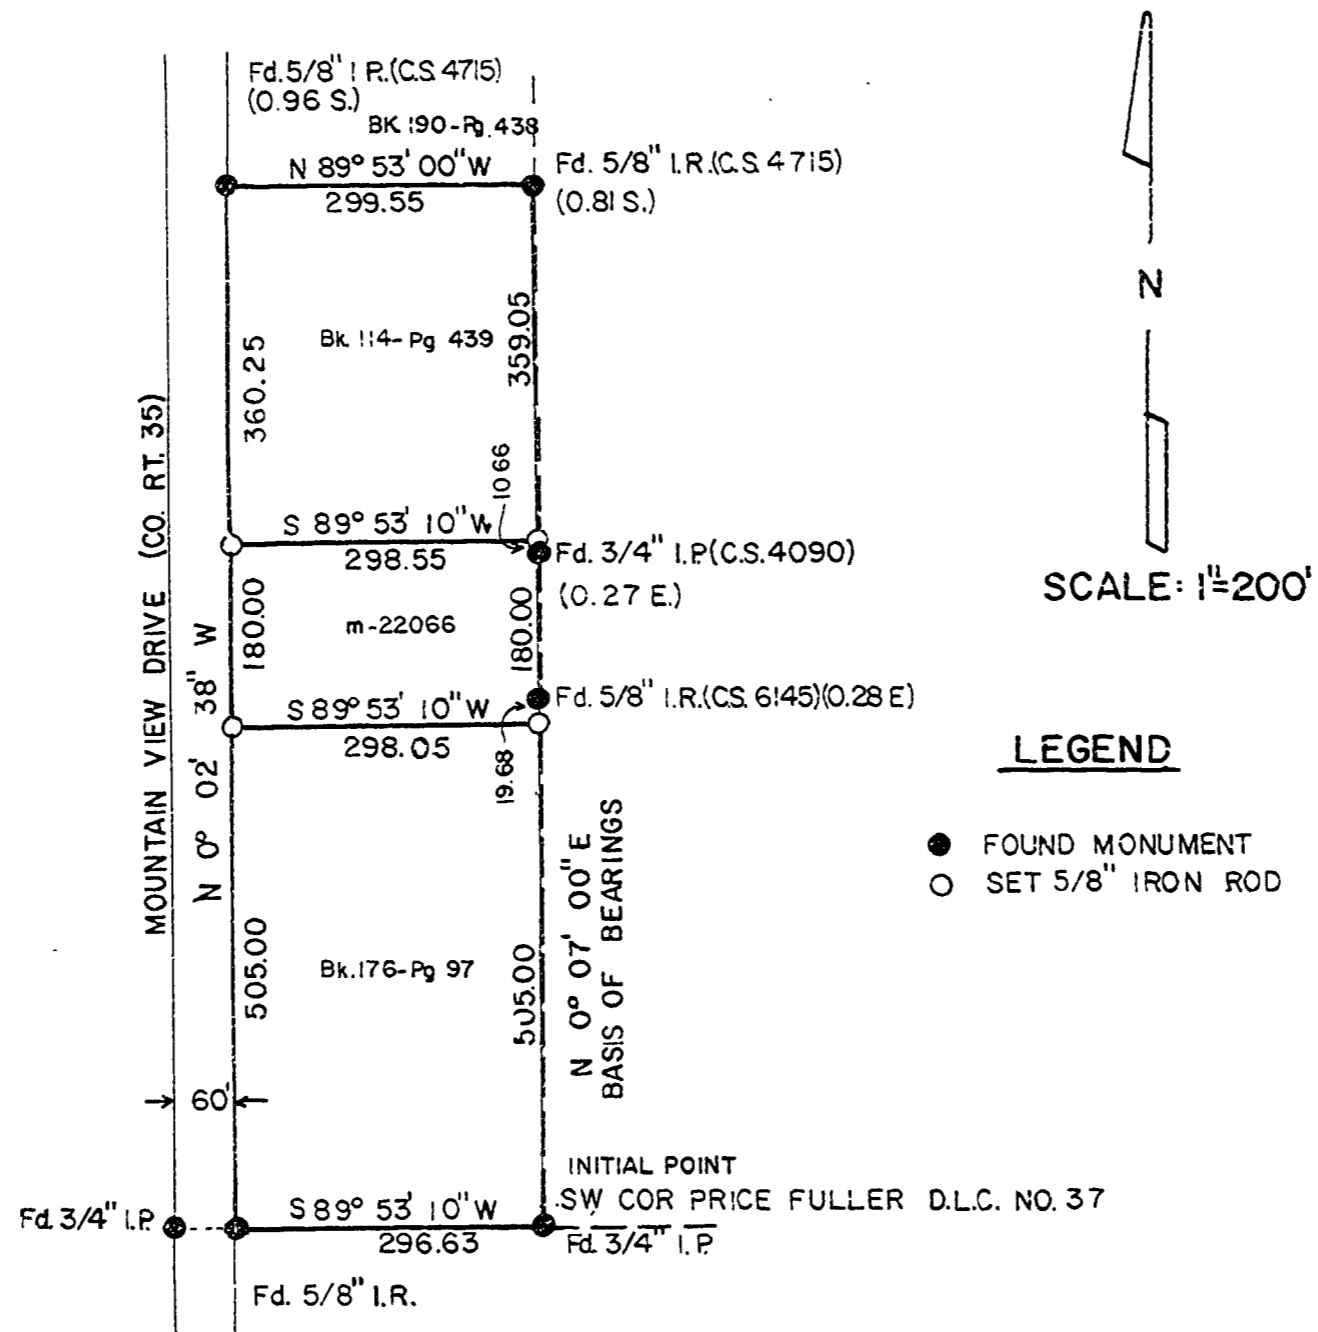 Fd. 5/8" I R.(C.S. 4715)
(0.96 S.)
BK. 190-Pg. 438
N 89° 53' 00" W
299.55
Fd. 5/8" I.R.(C.S. 4715)
(0.81 S.)
N
SCALE: 1"=200'
360.25
Bk. 114-Pg 439
359.05
10 66
S 89° 53' 10" W
298.55
Fd. 3/4" I.P.(C.S. 4090)
(0.27 E.)
MOUNTAIN VIEW DRIVE (CO. RT. 35)
N 0° 02' 38" W
180.00
m-22066
180.00
Fd. 5/8" I.R.(C.S. 6145)(0.28 E)
S 89° 53' 10" W
298.05
19.68
LEGEND
FOUND MONUMENT
SET 5/8" IRON ROD
505.00
Bk.176-Pg 97
505.00
N 0° 07' 00" E
BASIS OF BEARINGS
60'
INITIAL POINT
SW COR PRICE FULLER D.L.C. NO. 37
Fd. 3/4" I.P.
Fd. 3/4" I.P.
S 89° 53' 10" W
296.63
Fd. 5/8" I.R.